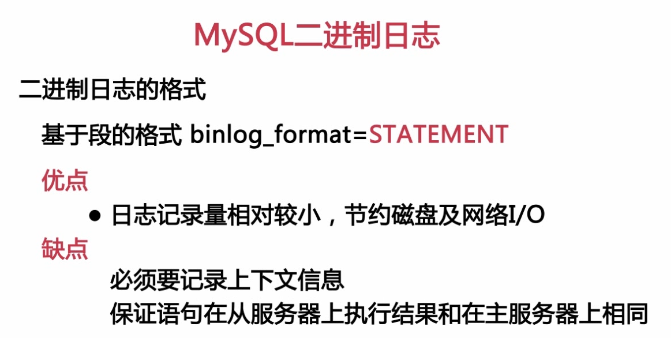 MySQL二进制日志
二进制日志的格式
基于段的格式 binlog_format=STATEMENT
优点
● 日志记录量相对较小，节约磁盘及网络I/O
缺点
必须要记录上下文信息
保证语句在从服务器上执行结果和在主服务器上相同